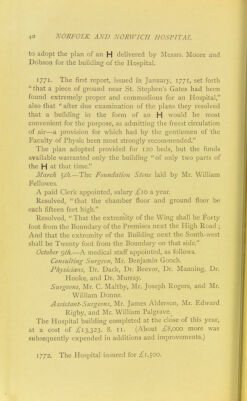 40 NORFOLK AND NORWICH HOSPITAL.
to adopt the plan of an H delivered by Messrs. Moore and
Dobson for the building of the Hospital.
1771. The first report, issued in January, 1771, set forth
"that a piece of ground near St. Stephen's Gates had been
found extremely proper and commodious for an Hospital,"
also that "after due examination of the plans they resolved
that a building in the form of an H would be most
convenient for the purpose, as admitting the freest circulation
of air—a provision for which had by the gentlemen of the
Faculty of Physic been most strongly recommended."
The plan adopted provided for 120 beds, but the funds
available warranted only the building "of only two parts of
the H at that time."
March 5th.—The Foundation Stone laid by Mr. William
Fellowes.
A paid Clerk appointed, salary £10 a year.
Resolved, "that the chamber floor and ground floor be
each fifteen feet high."
Resolved, "That the extremity of the Wing shall be Forty
foot from the Boundary of the Premises next the High Road;
And that the extremity of the Building next the South-west
shall be Twenty foot from the Boundary on that side."
October 9th.—A medical staff appointed, as follows.
Consulting Surgeon, Mr. Benjamin Gooch.
Physicians, Dr. Dack, Dr. Beevor, Dr. Manning, Dr.
Hooke, and Dr. Murray.
Surgeons, Mr. C. Maltby, Mr. Joseph Rogers, and Mr.
William Donne.
Assistant-Surgeons, Mr. James Alderson, Mr. Edward
Rigby, and Mr. William Palgrave.
The Hospital building completed at the close of this year,
at a cost of £13,323. 8. 11. (About £8,000 more was
subsequently expended in additions and improvements.)
1772. The Hospital insured for £1,500.